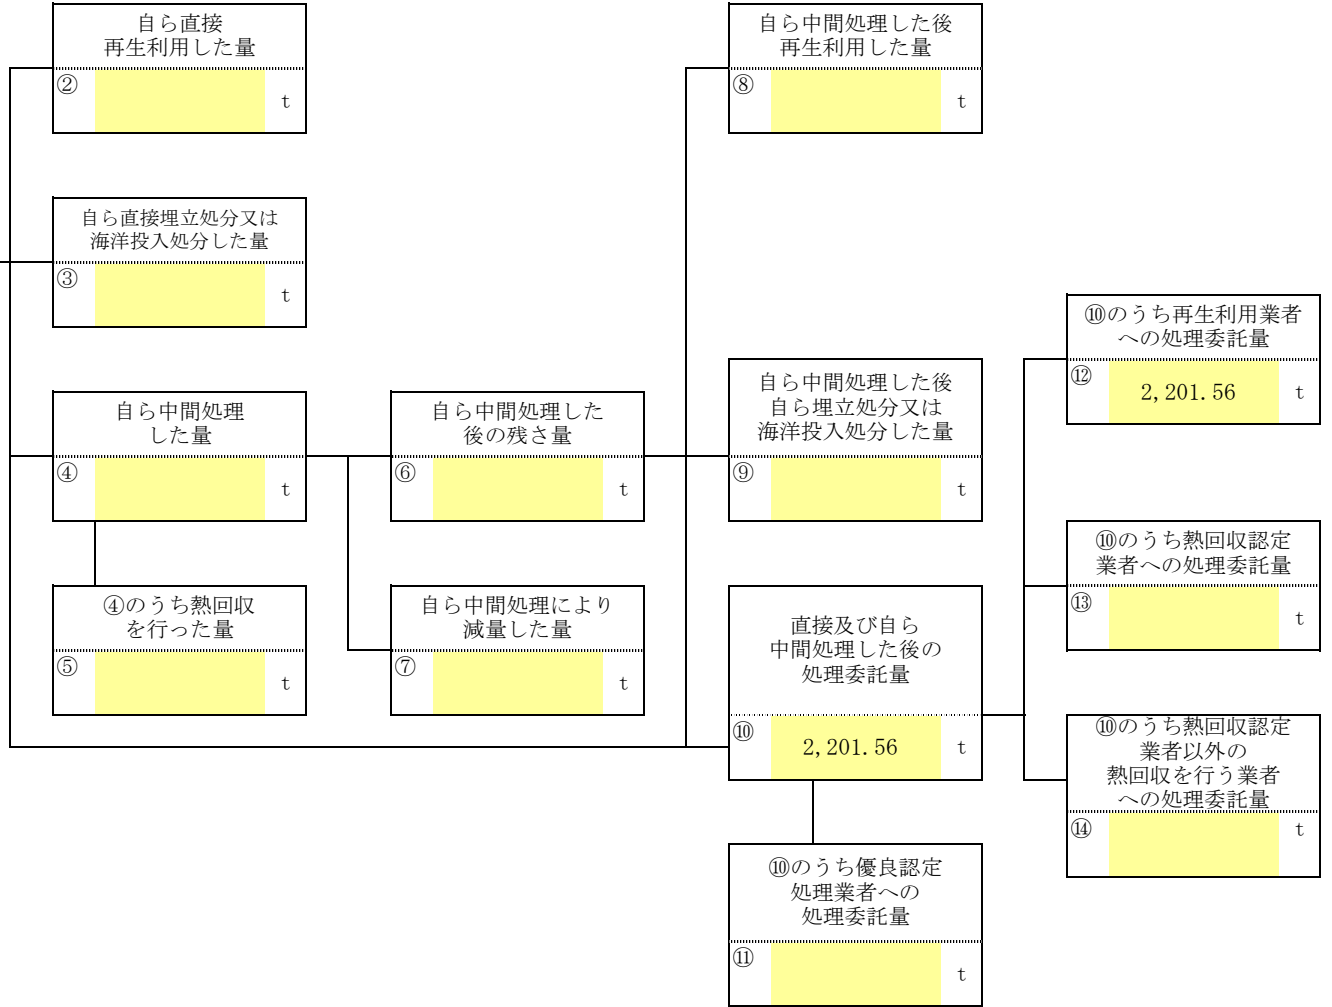 自ら直接
再生利用した量
②
t
自ら中間処理した後
再生利用した量
⑧
t
自ら直接埋立処分又は
海洋投入処分した量
③
t
⑩のうち再生利用業者
への処理委託量
⑫
2,201.56
t
自ら中間処理
した量
④
t
自ら中間処理した
後の残さ量
⑥
t
自ら中間処理した後
自ら埋立処分又は
海洋投入処分した量
⑨
t
⑩のうち熱回収認定
業者への処理委託量
⑬
t
④のうち熱回収
を行った量
⑤
t
自ら中間処理により
減量した量
⑦
t
直接及び自ら
中間処理した後の
処理委託量
⑩
2,201.56
t
⑩のうち熱回収認定
業者以外の
熱回収を行う業者
への処理委託量
⑭
t
⑩のうち優良認定
処理業者への
処理委託量
⑪
t